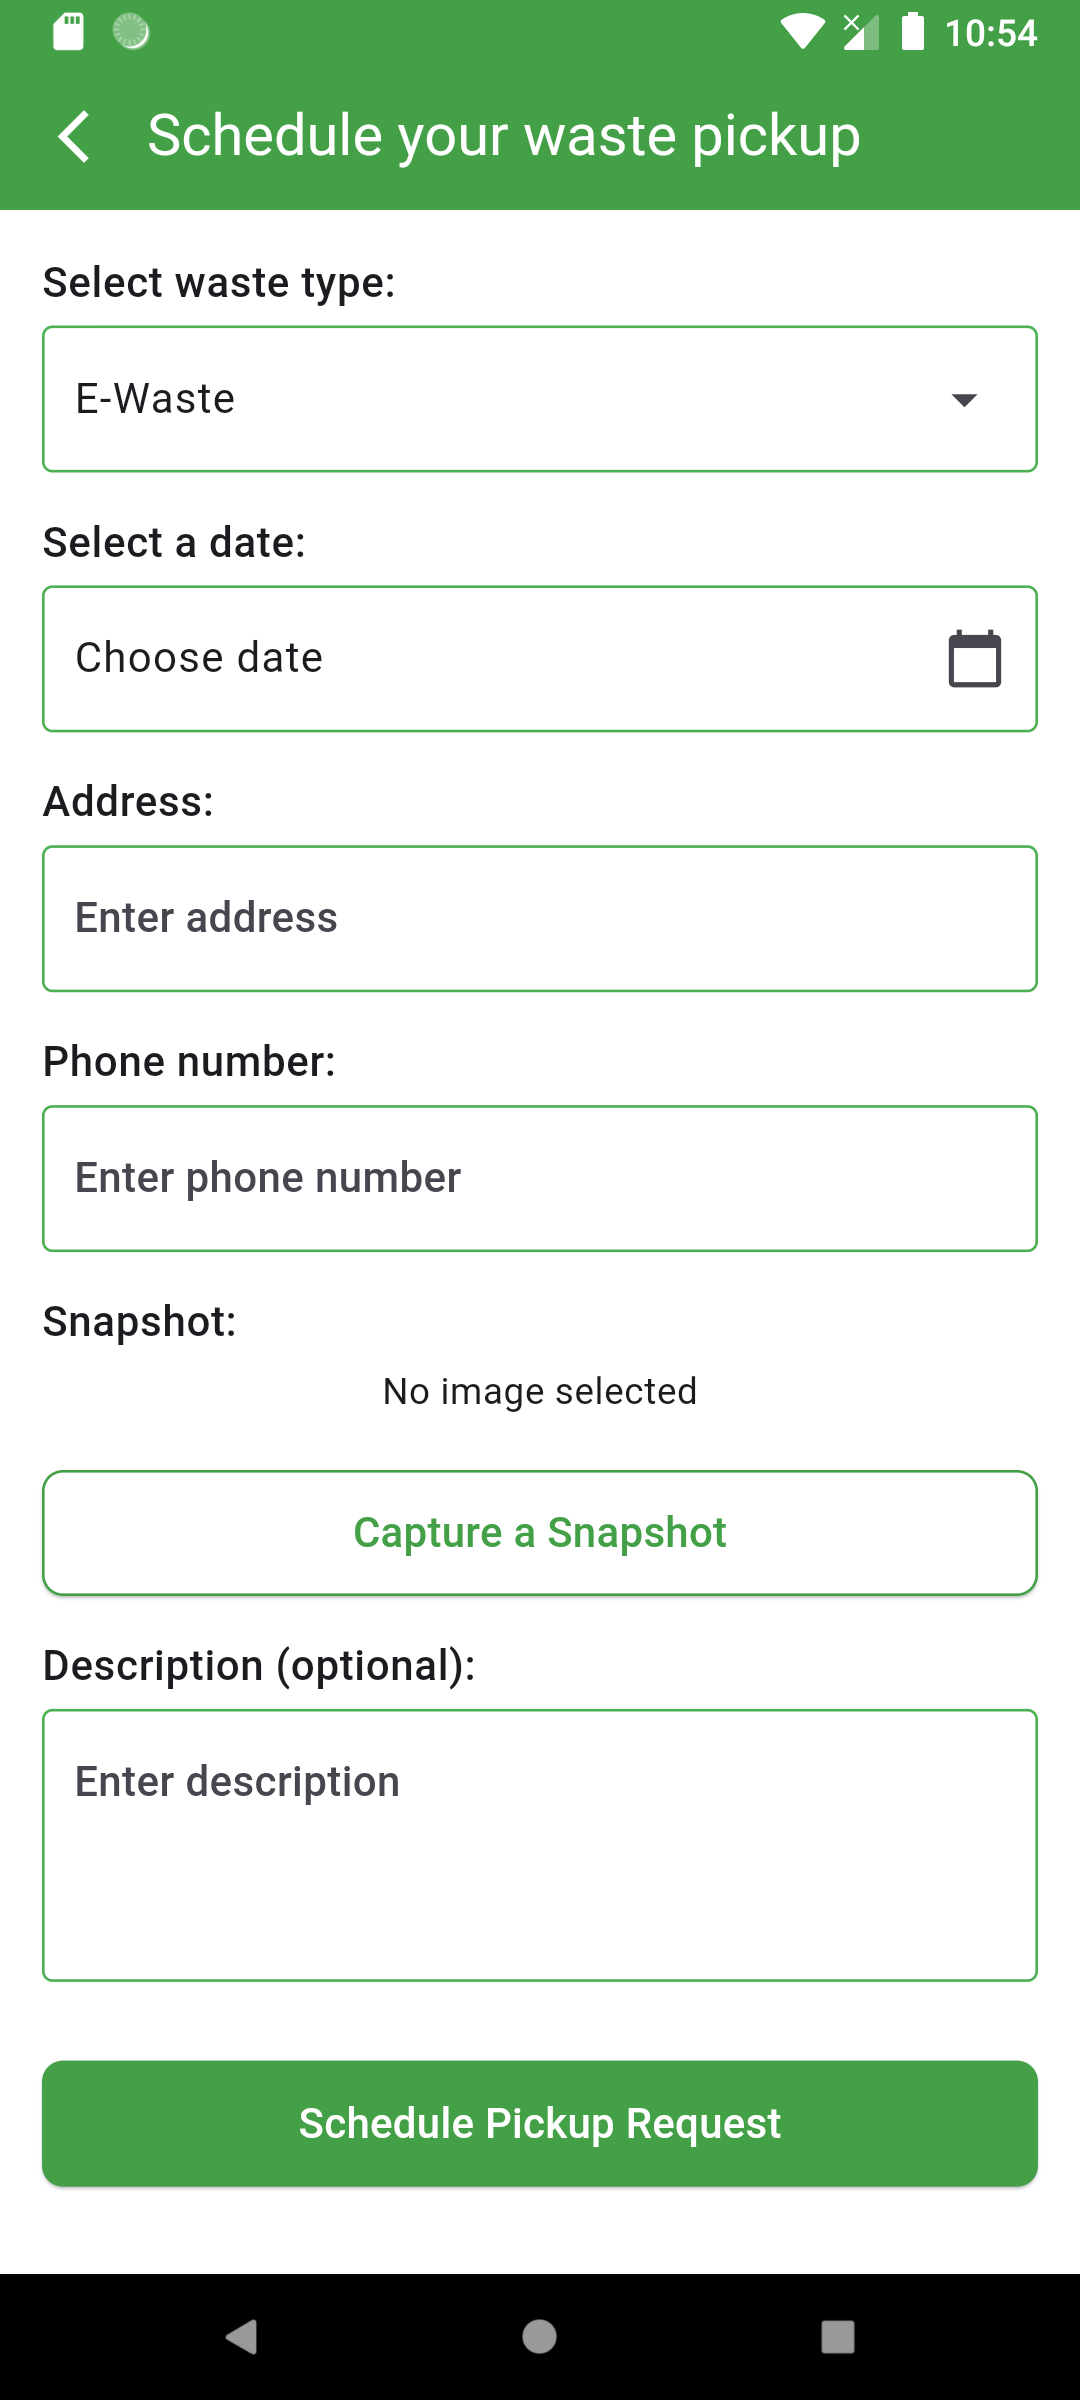 10:54
Schedule your waste pickup
Select waste type:
E-Waste
Select a date:
Choose date
Address:
Enter address
Phone number:
Enter phone number
Snapshot:
No image selected
Capture a Snapshot
Description (optional):
Enter description
Schedule Pickup Request